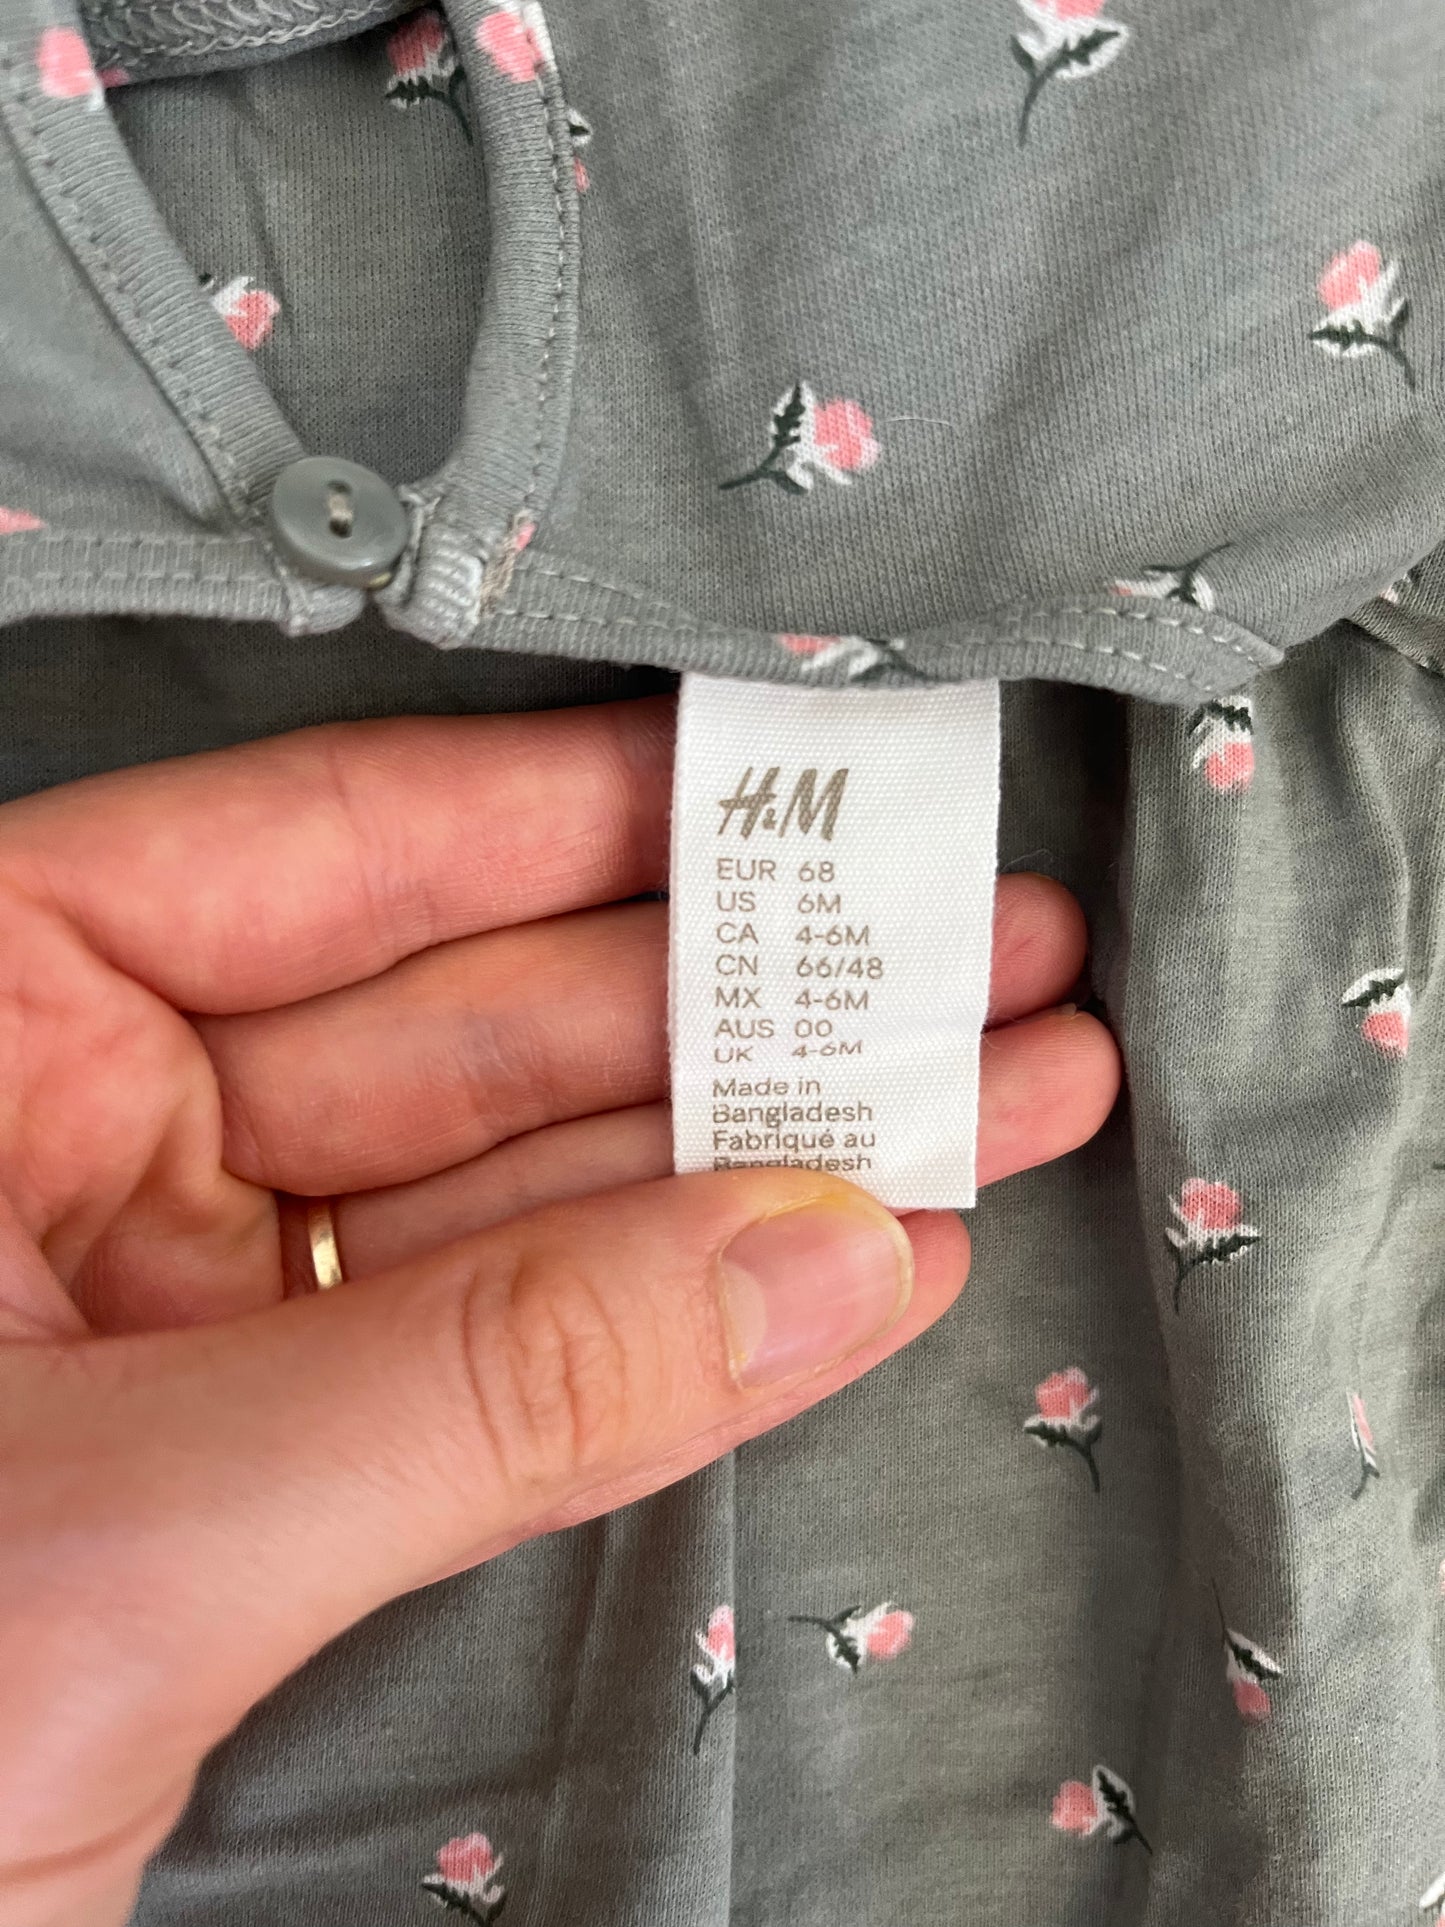 H&M
EUR 68
US 6M
CA 4-6M
CN 66/48
MX 4-6M
AUS 00
UK 4-6M
Made in
Bangladesh
Fabriqué au
Bangladesh